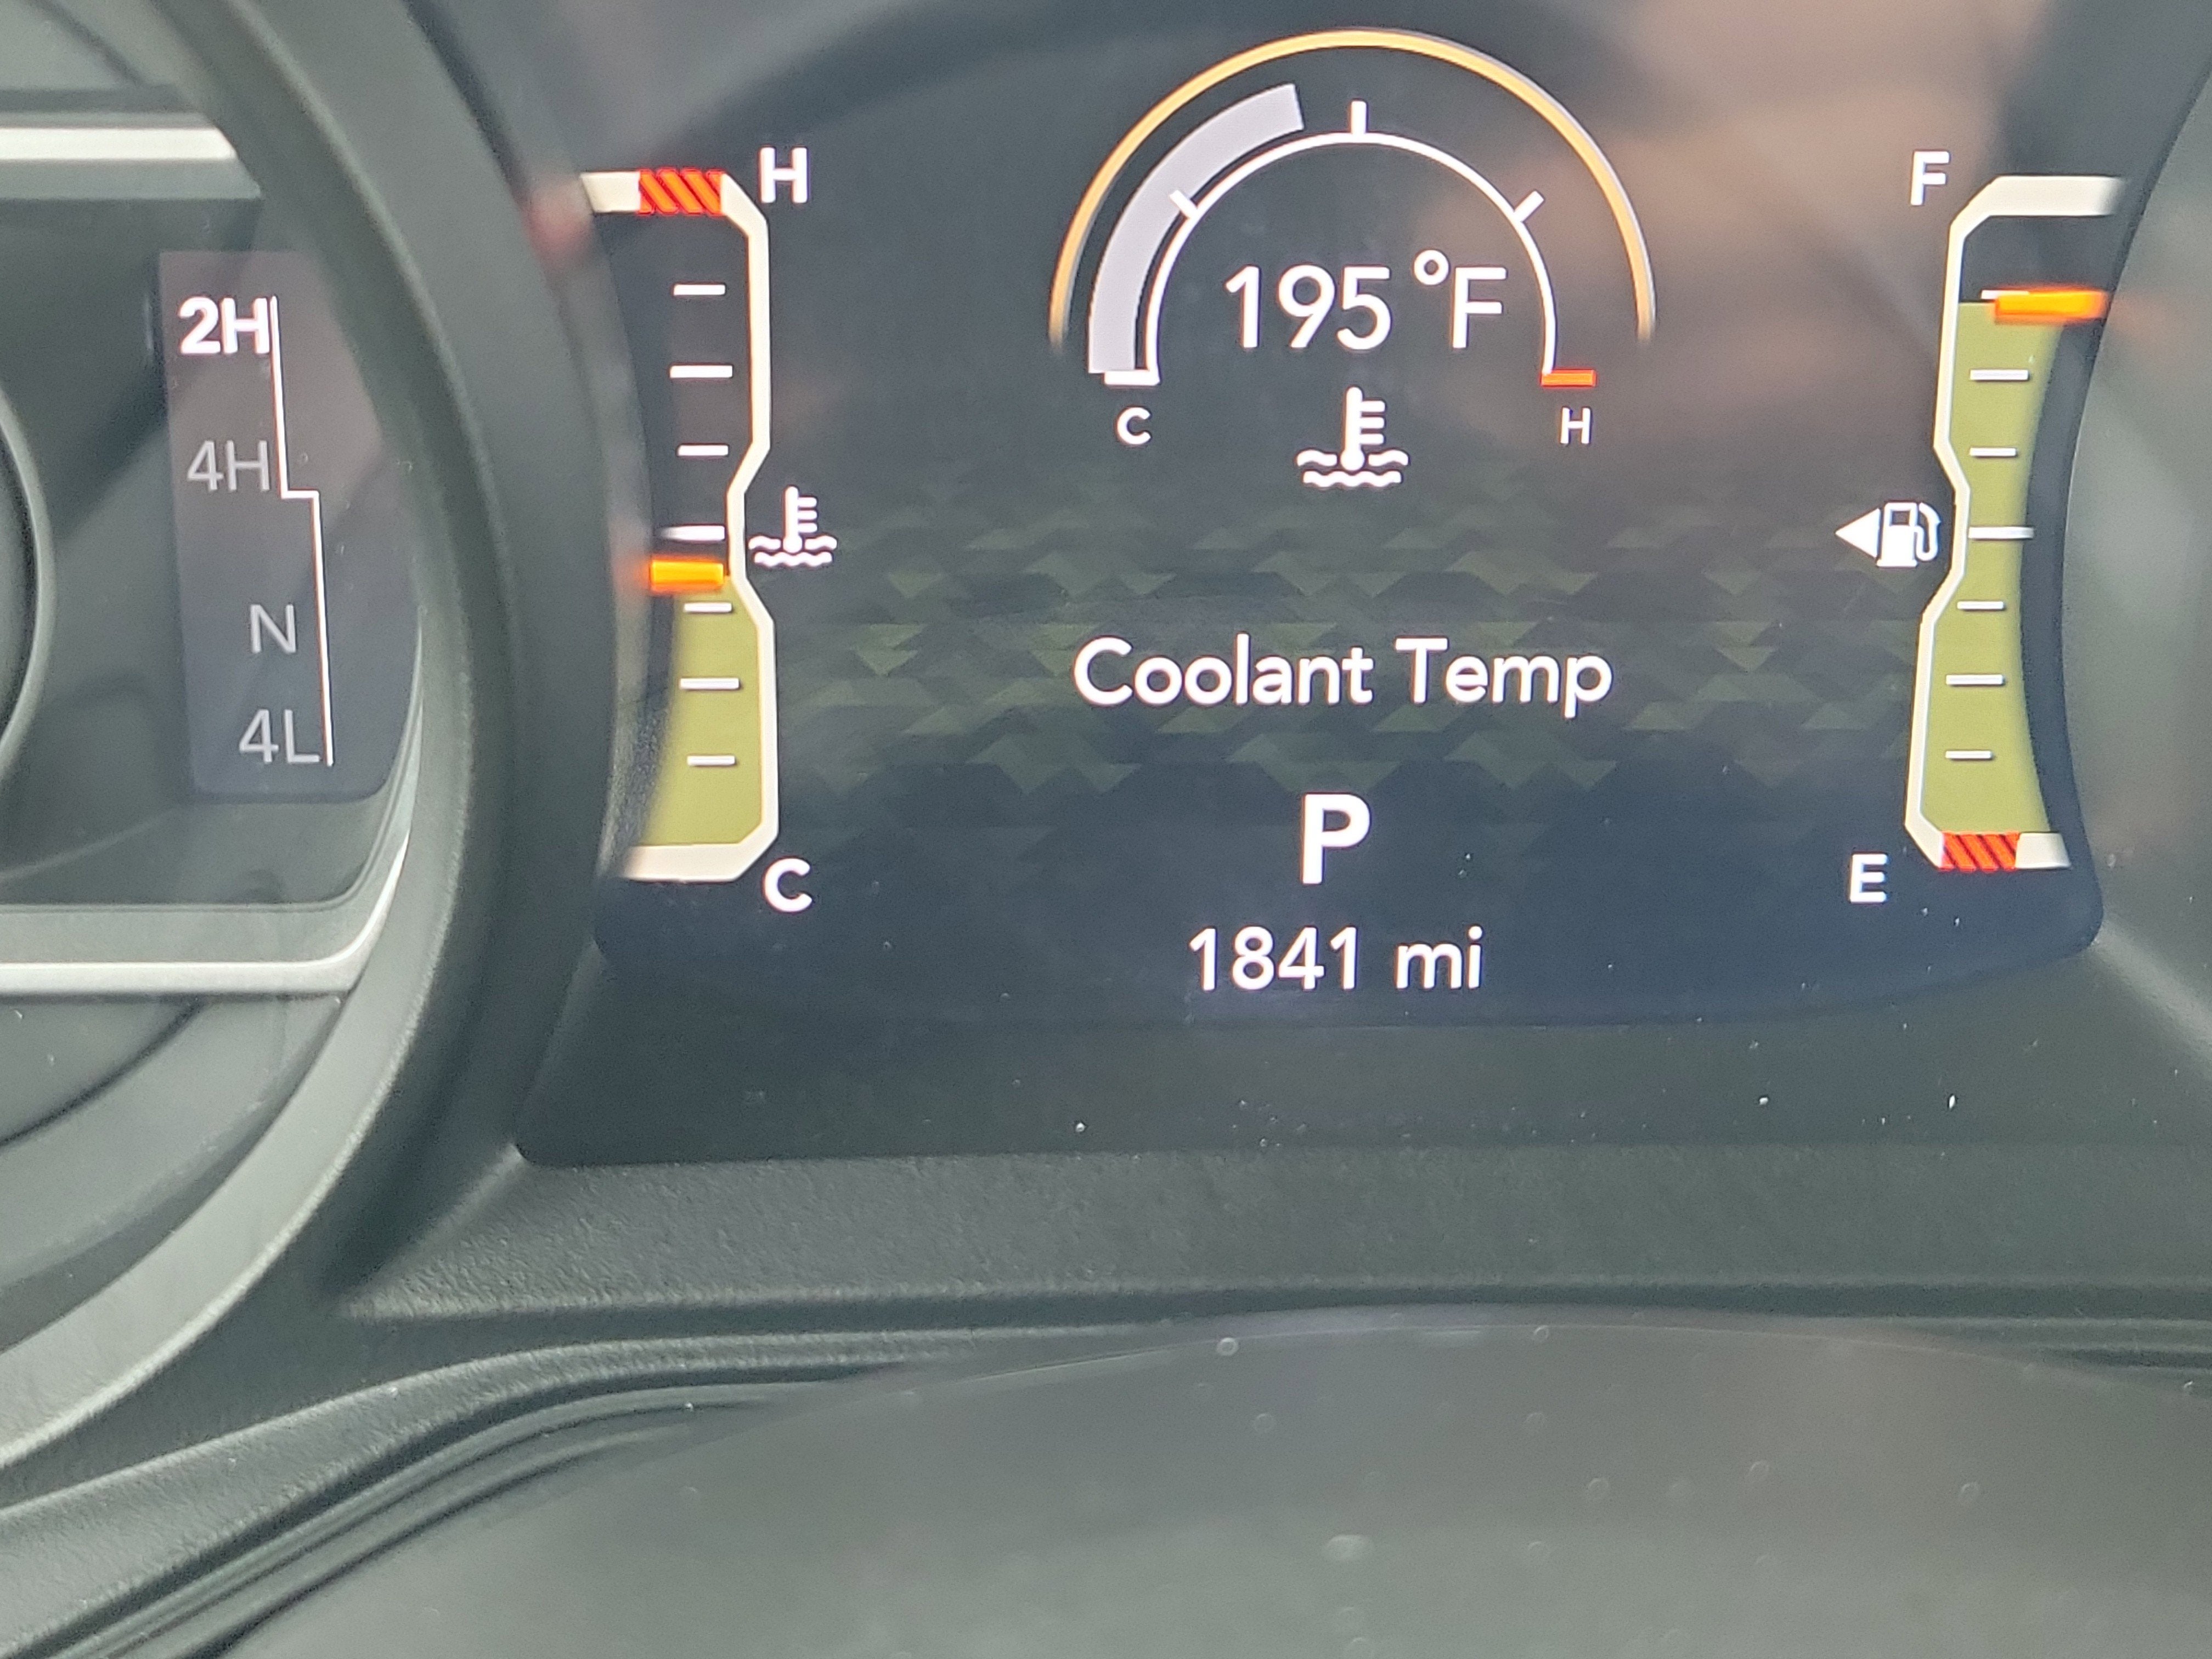 2H
4H
N
4L
H
C
195 °F
C
H
Coolant Temp
P
1841 mi
F
E